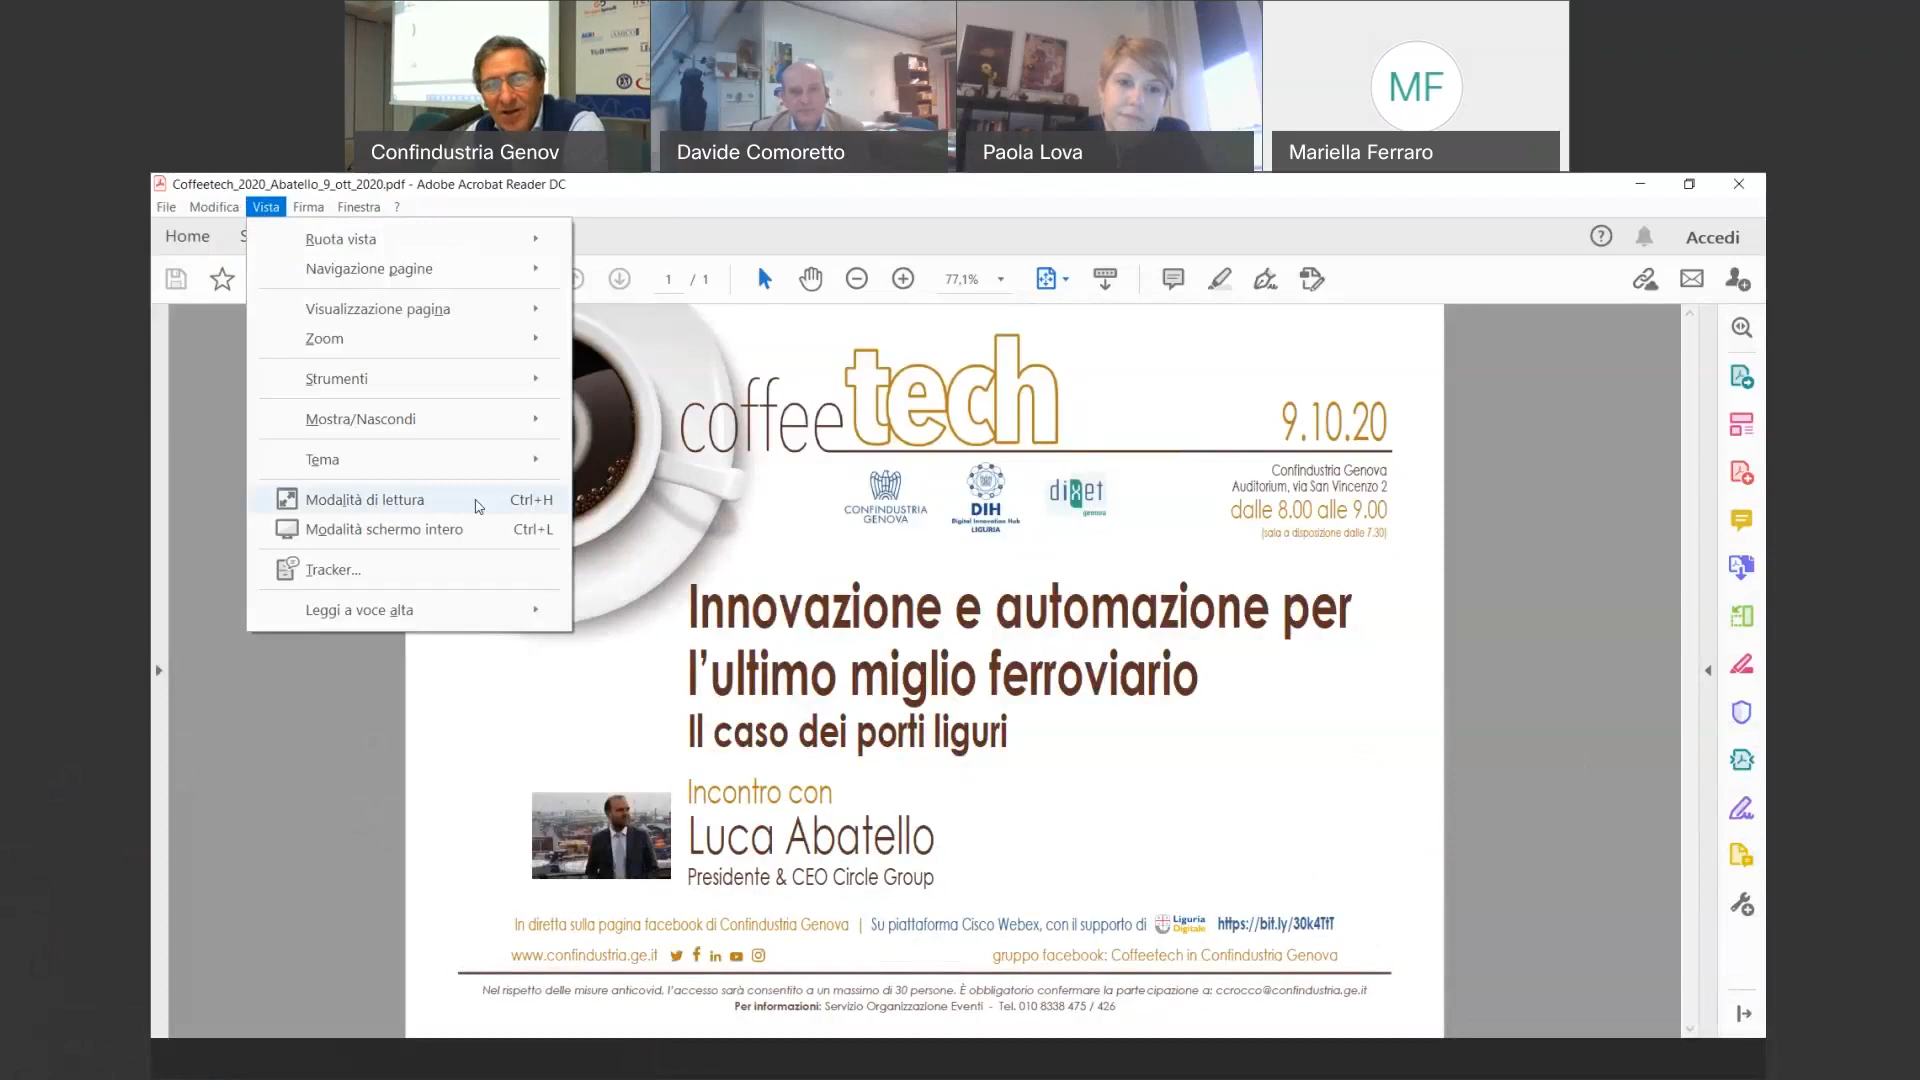 Confindustria Genov
Davide Comoretto
Paola Lova
MF
Mariella Ferraro
Coffeetech_2020_Abatello_9_ott_2020.pdf - Adobe Acrobat Reader DC
File Modifica Vista Firma Finestra ?
Home
Accedi
1 / 1
77,1%
Ruota vista
Navigazione pagine
Visualizzazione pagina
Zoom
Strumenti
Mostra/Nascondi
Tema
Modalità di lettura Ctrl+H
Modalità schermo intero Ctrl+L
Tracker...
Leggi a voce alta
coffeetech
9.10.20
CONFINDUSTRIA
GENOVA
DIH
Digital Innovation Hub
LIGURIA
dixet
genova
Confindustria Genova
Auditorium, via San Vincenzo 2
dalle 8.00 alle 9.00
(sala a disposizione dalle 7.30)
Innovazione e automazione per
l'ultimo miglio ferroviario
Il caso dei porti liguri
Incontro con
Luca Abatello
Presidente & CEO Circle Group
In diretta sulla pagina facebook di Confindustria Genova | Su piattaforma Cisco Webex, con il supporto di Liguria Digitale https://bit.ly/30k4TfT
www.confindustria.ge.it
gruppo facebook: Coffeetech in Confindustria Genova
Nel rispetto delle misure anticovid, l'accesso sarà consentito a un massimo di 30 persone. È obbligatorio confermare la partecipazione a: ccrocco@confindustria.ge.it
Per informazioni: Servizio Organizzazione Eventi - Tel. 010 8338 475 / 426